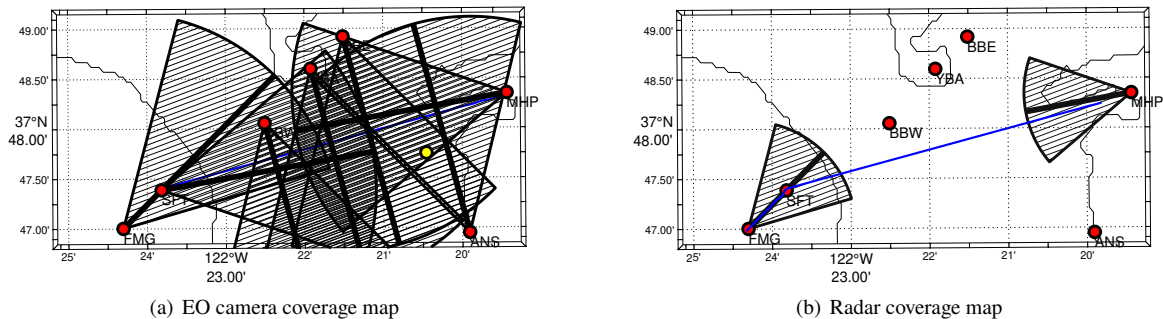 49.00'
48.50'
37°N
48.00'
47.50'
47.00'
MHP
SFT
FMG
ANS
25'
24'
122°W
23.00'
22'
21'
20'
(a) EO camera coverage map
49.00'
48.50'
37°N
48.00'
47.50'
47.00'
BBE
YBA
MHP
BBW
SFT
FMG
ANS
25'
24'
122°W
23.00'
22'
21'
20'
(b) Radar coverage map